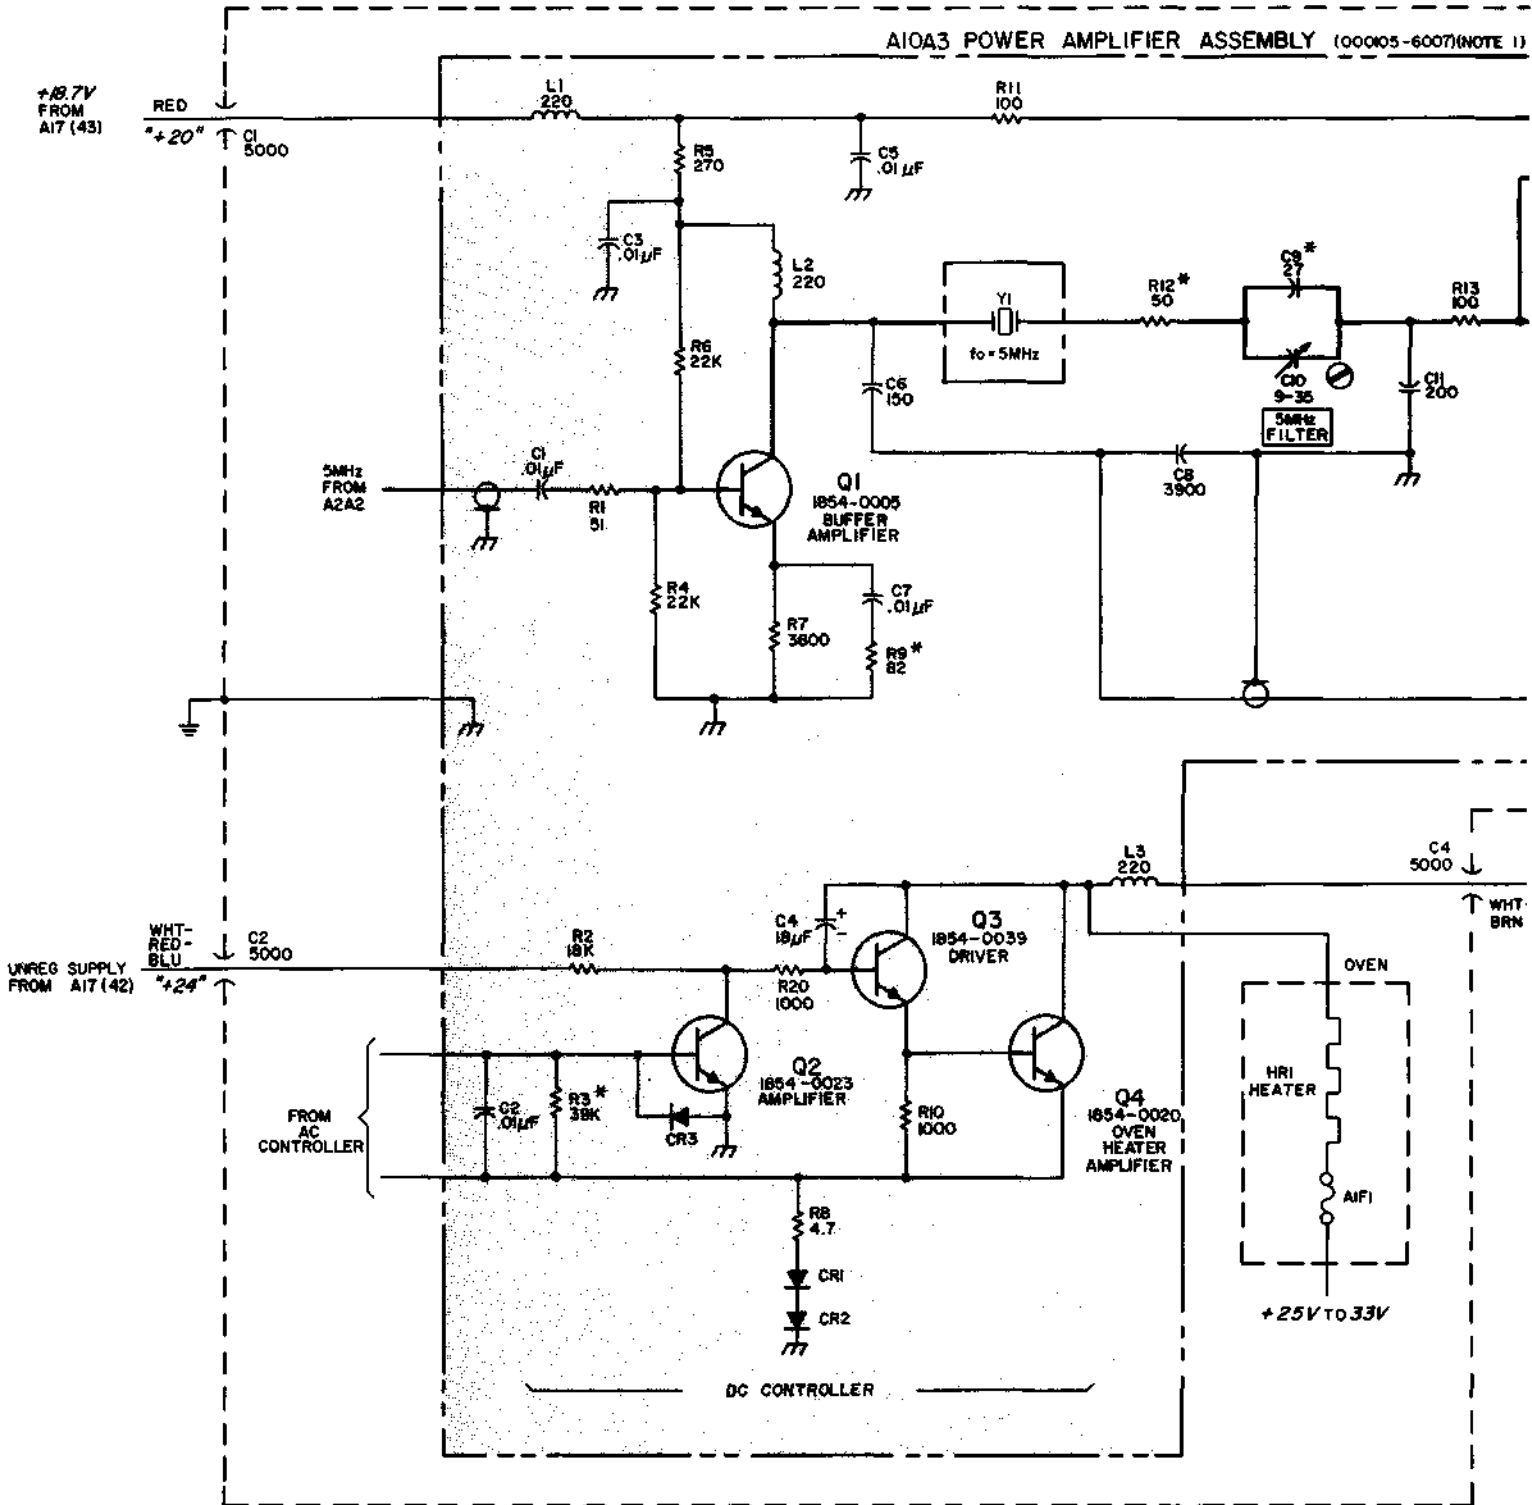 A10A3 POWER AMPLIFIER ASSEMBLY (000105-6007)(NOTE 1)
+18.7V
FROM
A17 (43)
RED
"+20"
C1
5000
L1
220
R11
100
R5
270
C5
.01µF
C3
.01µF
L2
220
Y1
fo = 5MHz
R12*
50
C9*
27
R13
100
R6
22K
C6
150
C10
9-35
5MHz
FILTER
C11
200
5MHz
FROM
A2A2
C1
.01µF
R1
51
Q1
1854-0005
BUFFER
AMPLIFIER
C8
3900
R4
22K
C7
.01µF
R7
3600
R9*
82
L3
220
C4
5000
WHT-
BRN
WHT-
RED-
BLU
C2
5000
UNREG SUPPLY
FROM A17 (42)
"+24"
R2
18K
C4
18µF
+
-
R20
1000
Q3
1854-0039
DRIVER
OVEN
Q2
1854-0023
AMPLIFIER
HR1
HEATER
FROM
AC
CONTROLLER
C2
.01µF
R3*
39K
CR3
R10
1000
Q4
1854-0020
OVEN
HEATER
AMPLIFIER
A1F1
R8
4.7
CR1
CR2
+25V TO 33V
DC CONTROLLER